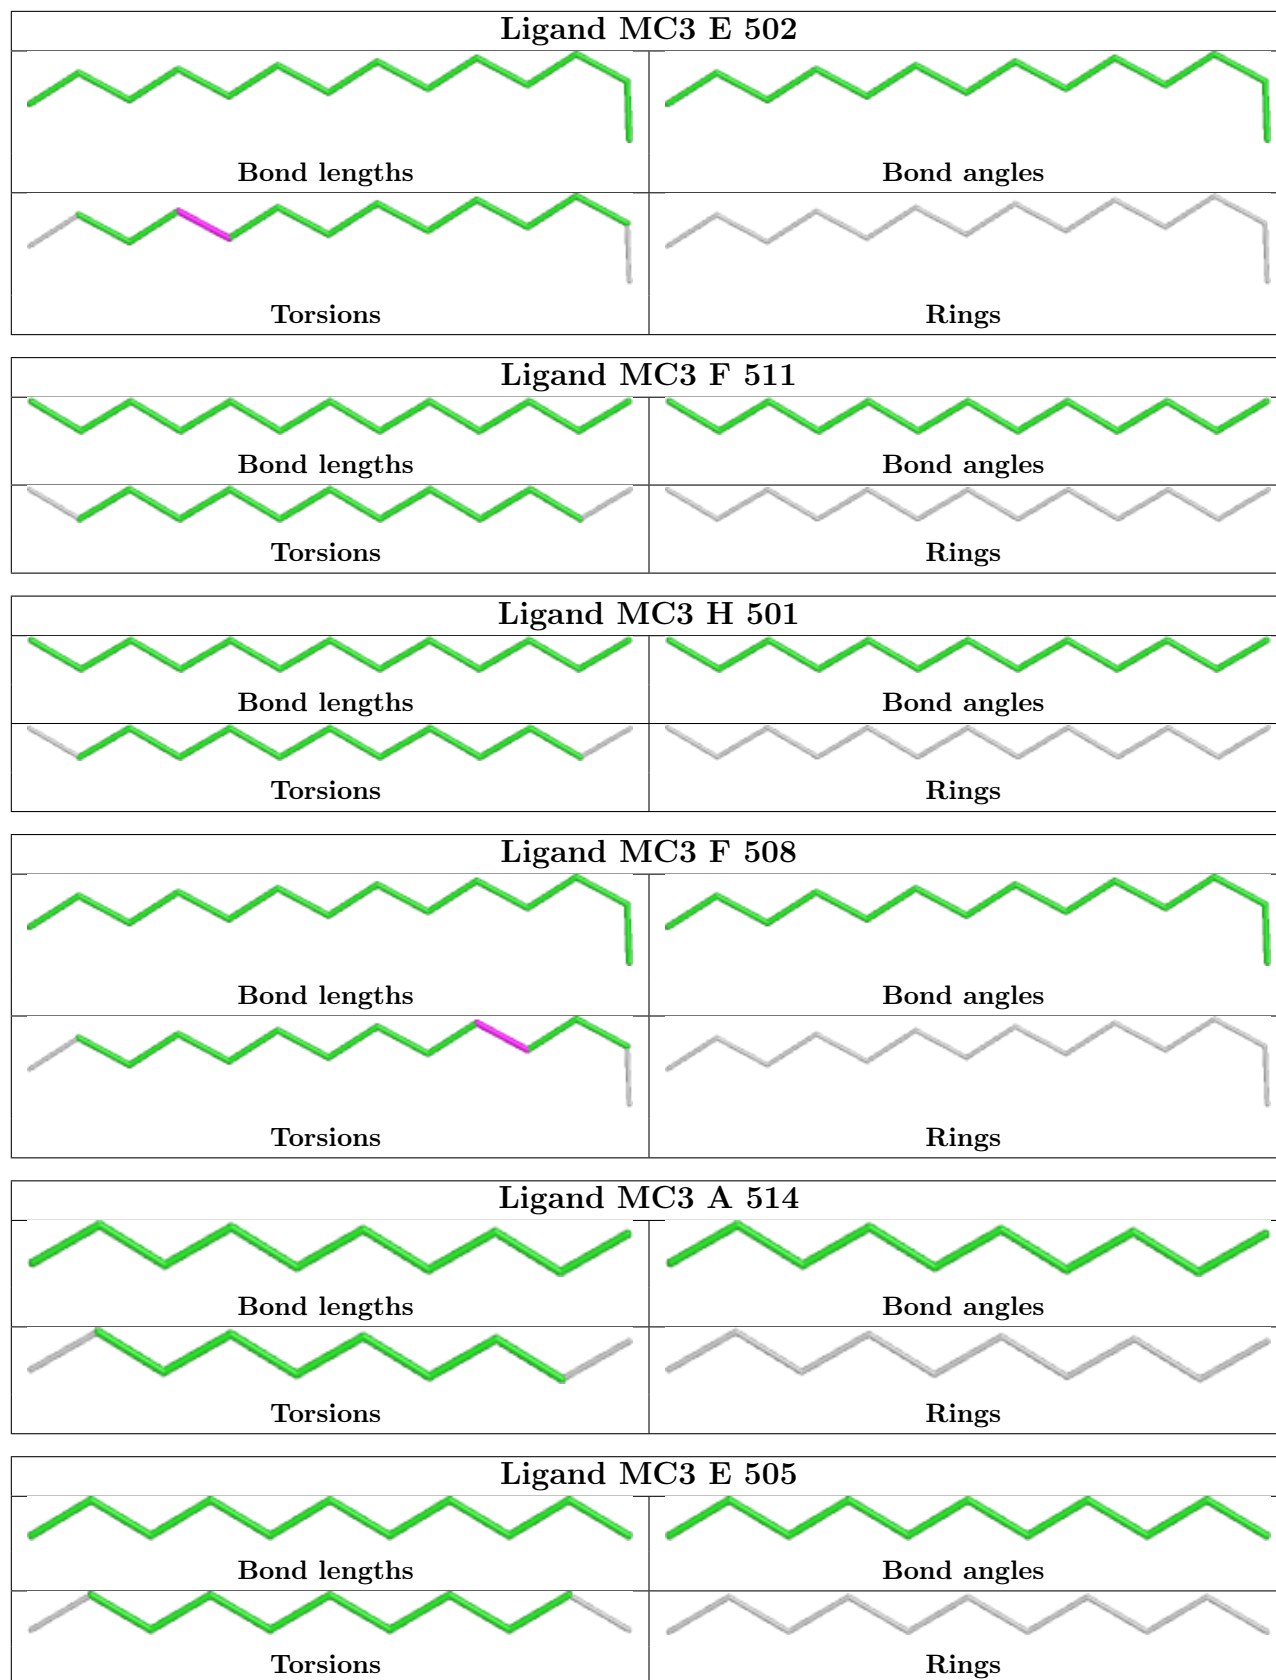 Ligand MC3 E 502
Bond lengths Bond angles
Torsions Rings
Ligand MC3 F 511
Bond lengths Bond angles
Torsions Rings
Ligand MC3 H 501
Bond lengths Bond angles
Torsions Rings
Ligand MC3 F 508
Bond lengths Bond angles
Torsions Rings
Ligand MC3 A 514
Bond lengths Bond angles
Torsions Rings
Ligand MC3 E 505
Bond lengths Bond angles
Torsions Rings